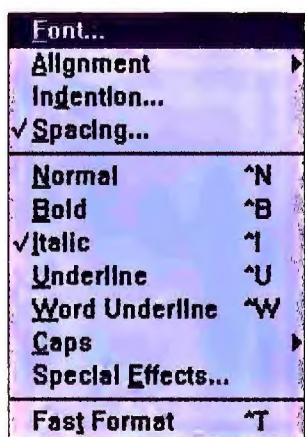 Font...
Alignment
Indention...
✓ Spacing...
Normal ^N
Bold ^B
✓ Italic ^I
Underline ^U
Word Underline ^W
Caps
Special Effects...
Fast Format ^T